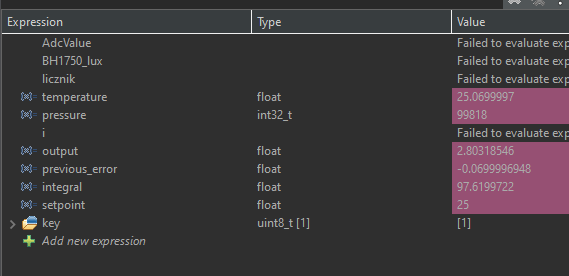 Expression Type Value
AdcValue Failed to evaluate exp
BH1750_lux Failed to evaluate exp
licznik Failed to evaluate exp
temperature float 25.0699997
pressure int32_t 99818
i Failed to evaluate exp
output float 2.80318546
previous_error float -0.0699996948
integral float 97.6199722
setpoint float 25
key uint8_t [1] [1]
Add new expression